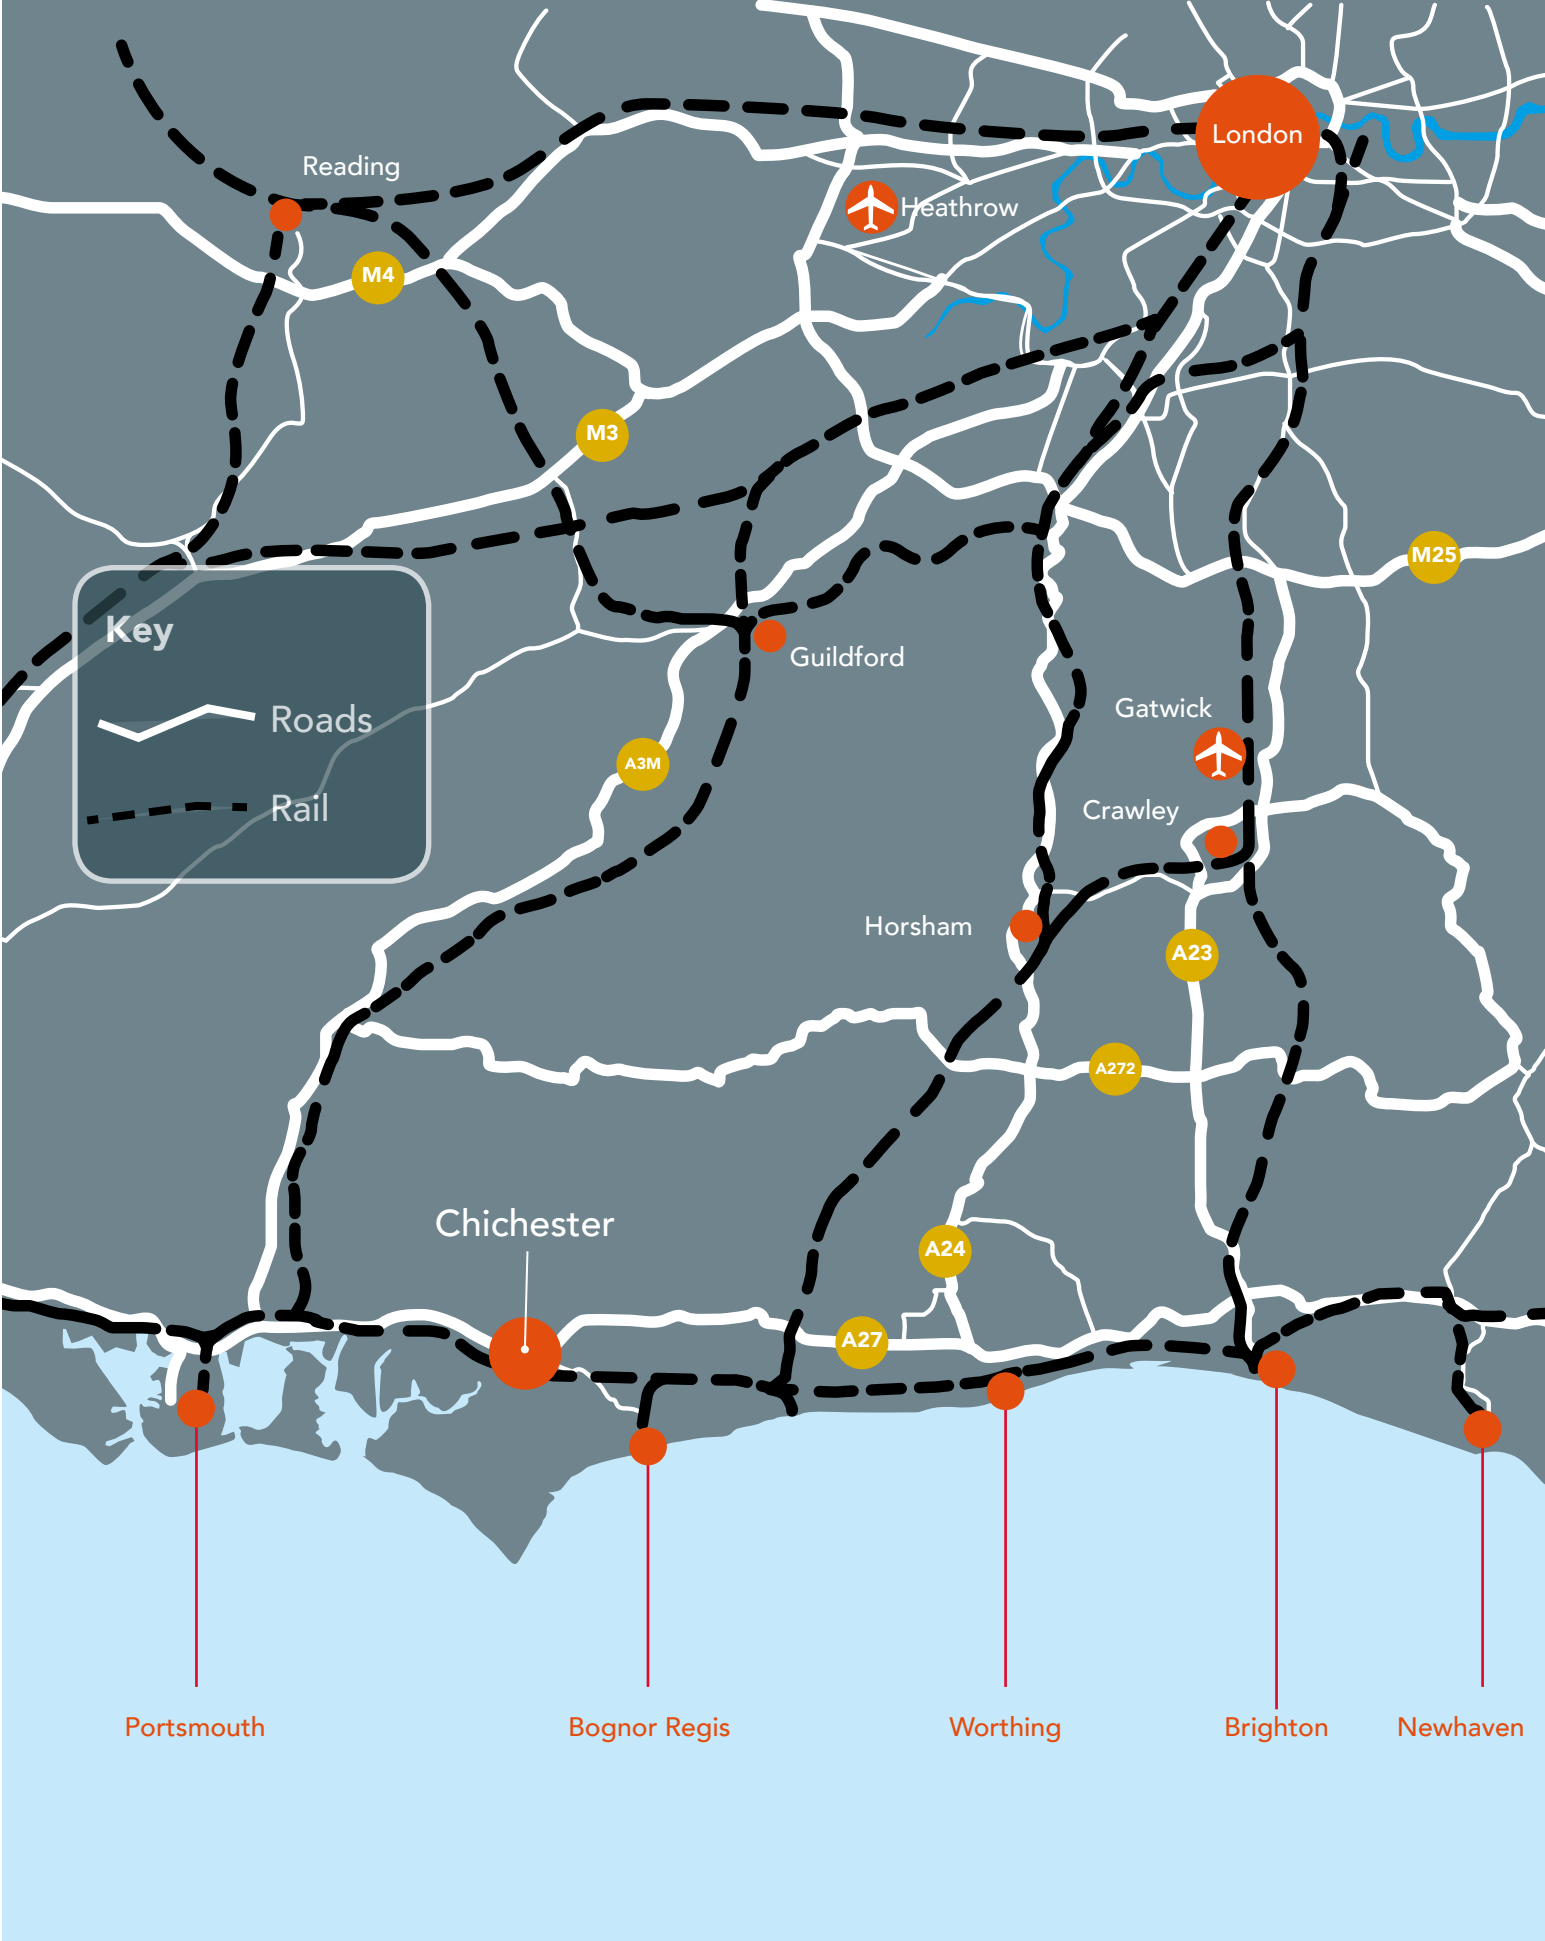 London
Reading
Heathrow
M4
M3
M25
Key
Roads
Rail
Guildford
Gatwick
A3M
Crawley
Horsham
A23
A272
Chichester
A24
A27
Portsmouth
Bognor Regis
Worthing
Brighton
Newhaven